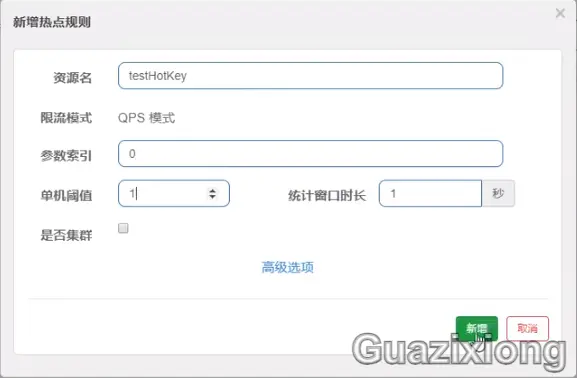 新增热点规则
×
资源名 testHotKey
限流模式 QPS 模式
参数索引 0
单机阈值 1 统计窗口时长 1 秒
是否集群
高级选项
新增 取消
Guazixiong